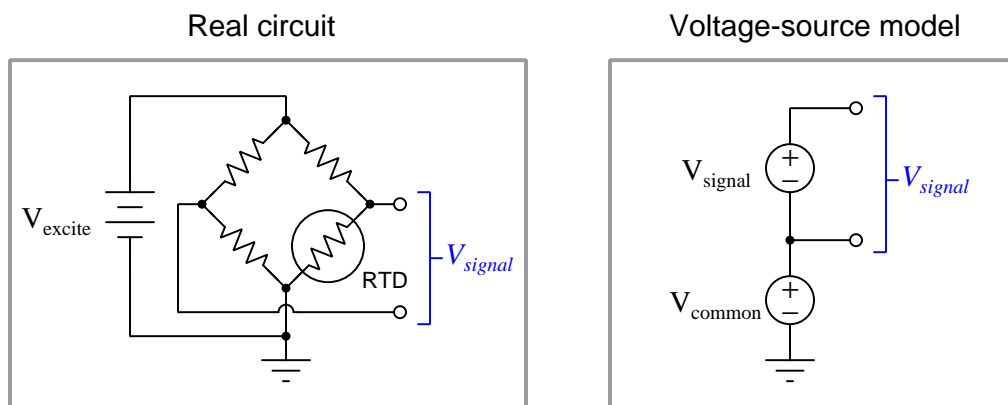 Real circuit
Voltage-source model
V_excite
RTD
V_signal
V_signal
V_signal
V_common
+
−
+
−